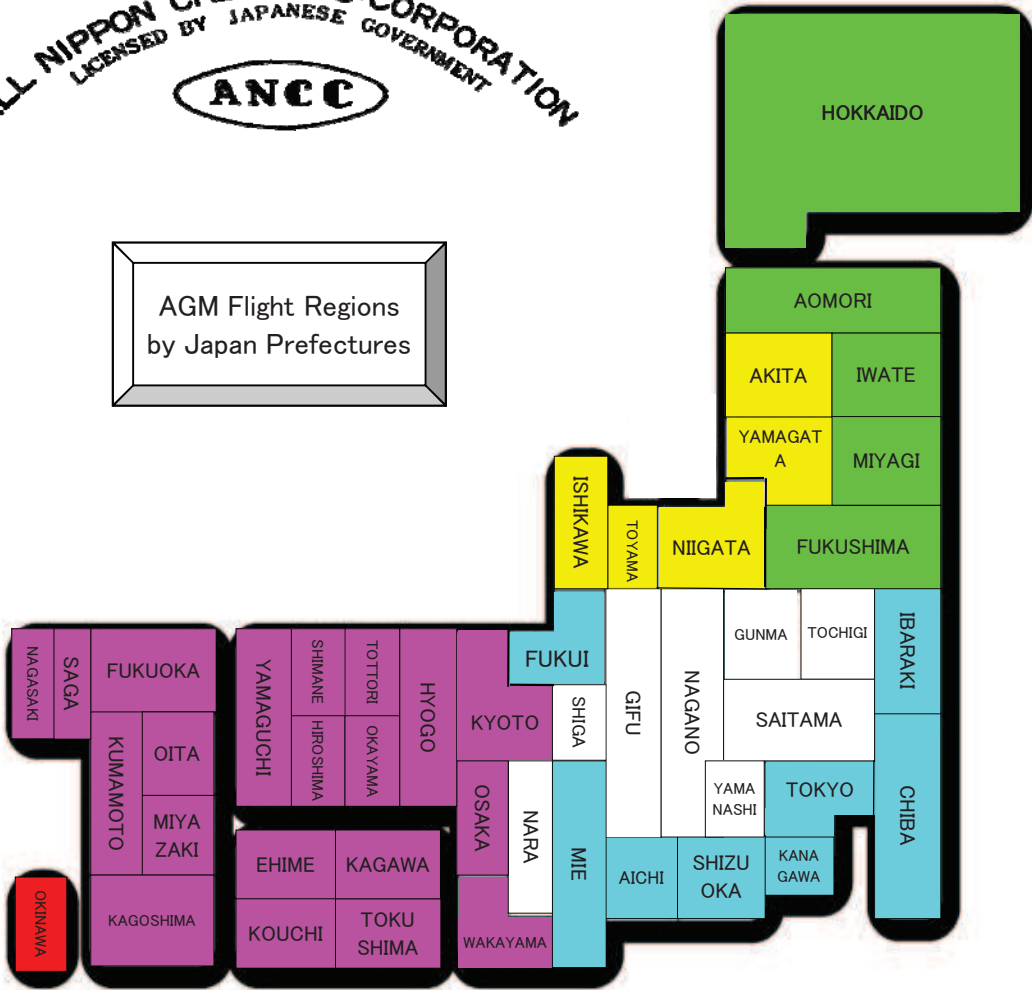 NIPPON CORPORATION
LICENSED BY JAPANESE GOVERNMENT
ANCC
AGM Flight Regions
by Japan Prefectures
HOKKAIDO
AOMORI
AKITA
IWATE
YAMAGAT
A
MIYAGI
ISHIKAWA
TOYAMA
NIIGATA
FUKUSHIMA
NAGASAKI
SAGA
FUKUOKA
YAMAGUCHI
SHIMANE
TOTTORI
HYOGO
KYOTO
FUKUI
SHIGA
GIFU
NAGANO
GUNMA
TOCHIGI
IBARAKI
SAITAMA
KUMAMOTO
OITA
HIROSHIMA
OKAYAMA
OSAKA
NARA
MIE
YAMA
NASHI
TOKYO
CHIBA
MIYA
ZAKI
EHIME
KAGAWA
AICHI
SHIZU
OKA
KANA
GAWA
OKINAWA
KAGOSHIMA
KOUCHI
TOKU
SHIMA
WAKAYAMA